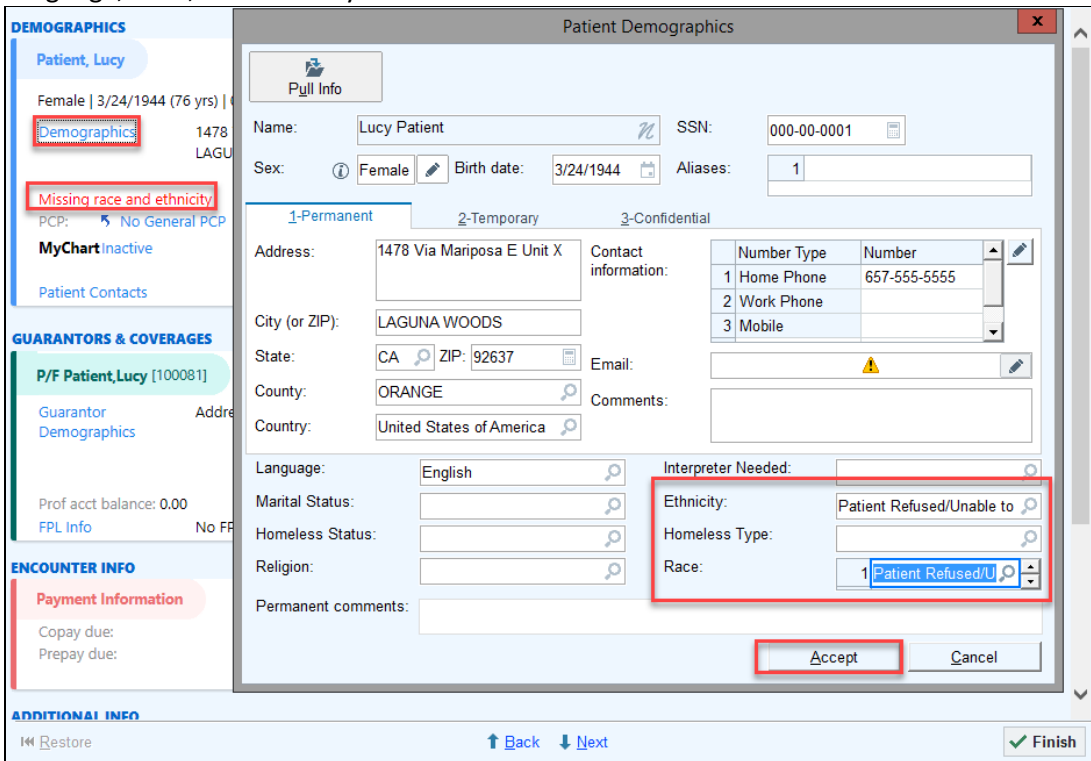 DEMOGRAPHICS
Patient, Lucy
Female | 3/24/1944 (76 yrs) |
Demographics 1478
LAGU
Missing race and ethnicity
PCP: No General PCP
MyChart Inactive
Patient Contacts
GUARANTORS & COVERAGES
P/F Patient,Lucy [100081]
Guarantor Addre
Demographics
Prof acct balance: 0.00
FPL Info No FP
ENCOUNTER INFO
Payment Information
Copay due:
Prepay due:
ADDITIONAL INFO
Patient Demographics
x
Pull Info
Name: Lucy Patient SSN: 000-00-0001
Sex: Female Birth date: 3/24/1944 Aliases: 1
1-Permanent 2-Temporary 3-Confidential
Address: 1478 Via Mariposa E Unit X
Contact information:
Number Type Number
1 Home Phone 657-555-5555
2 Work Phone
3 Mobile
City (or ZIP): LAGUNA WOODS
State: CA ZIP: 92637
Email:
County: ORANGE
Comments:
Country: United States of America
Language: English Interpreter Needed:
Marital Status: Ethnicity: Patient Refused/Unable to
Homeless Status: Homeless Type:
Religion: Race: 1 Patient Refused/U
Permanent comments:
Accept Cancel
Restore Back Next Finish